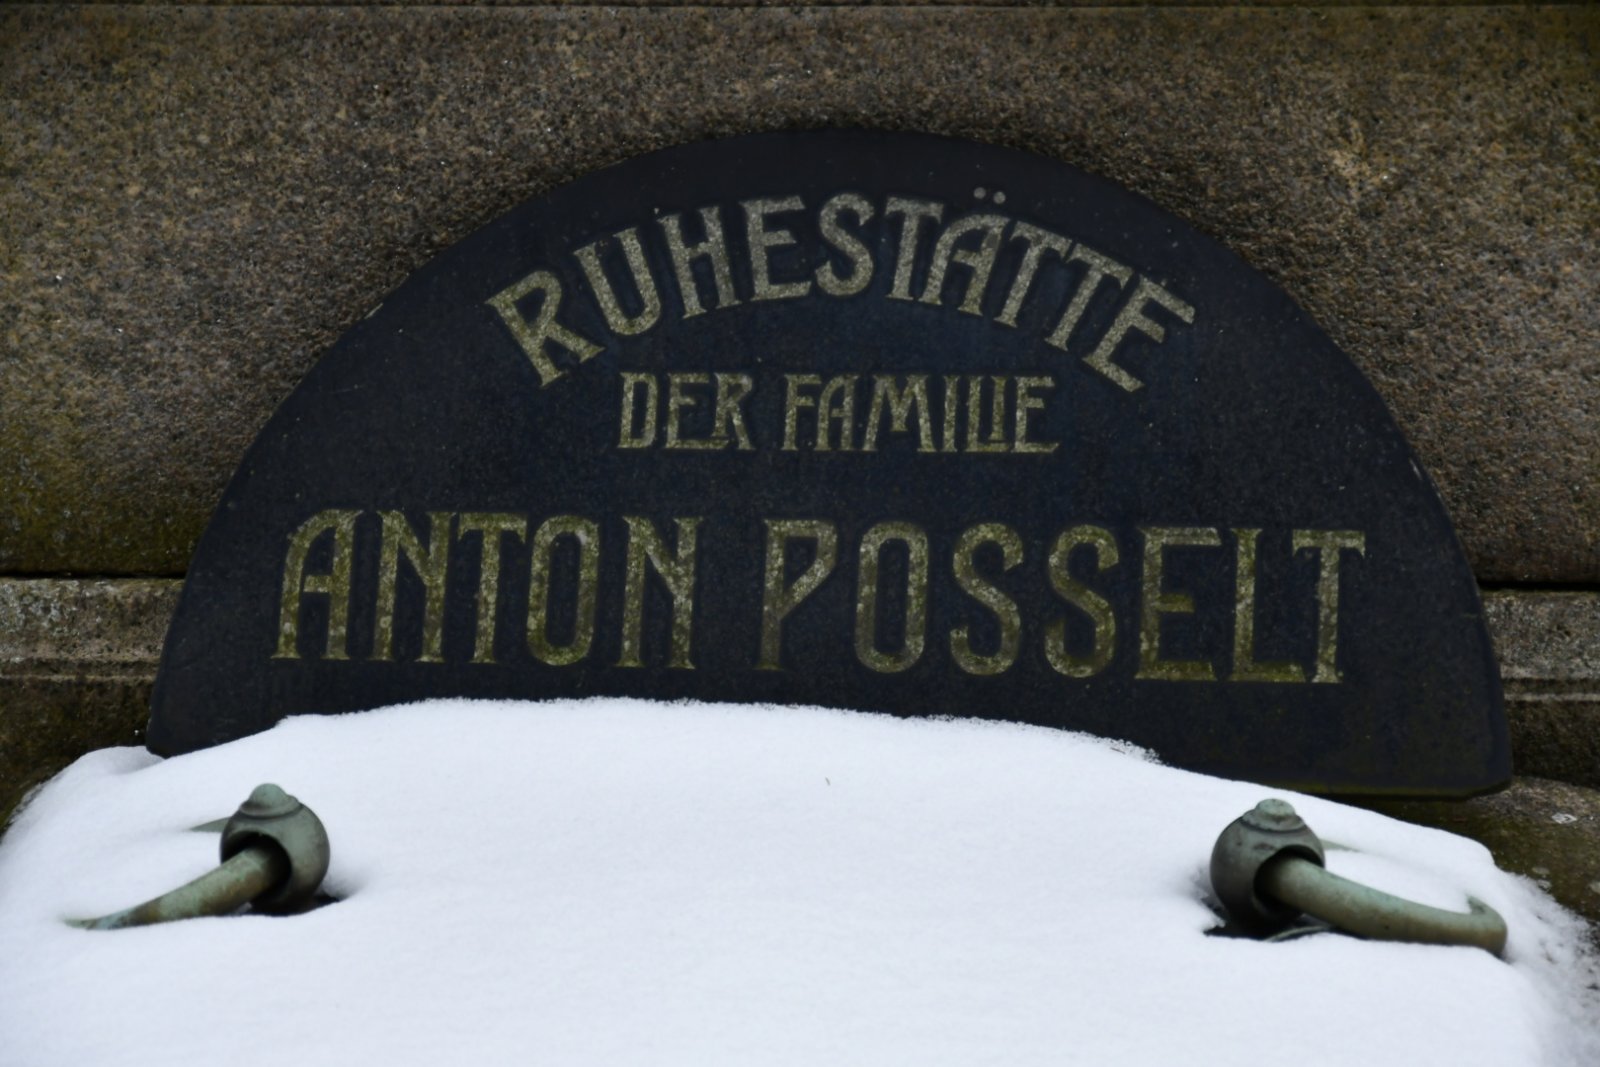 RUHESTÄTTE
DER FAMILIE
ANTON POSSELT